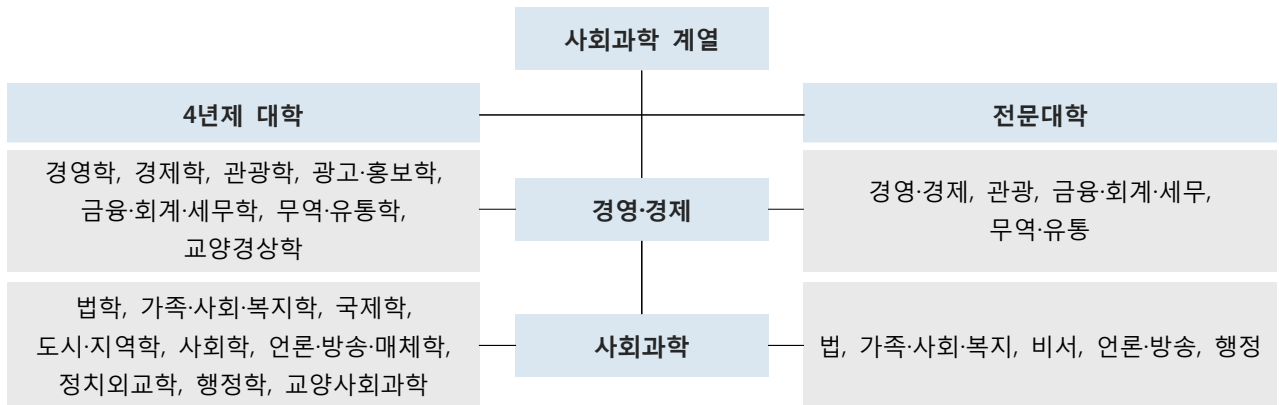 사회과학 계열
4년제 대학
전문대학
경영학, 경제학, 관광학, 광고·홍보학,
금융·회계·세무학, 무역·유통학,
교양경상학
경영·경제
경영·경제, 관광, 금융·회계·세무,
무역·유통
법학, 가족·사회·복지학, 국제학,
도시·지역학, 사회학, 언론·방송·매체학,
정치외교학, 행정학, 교양사회과학
사회과학
법, 가족·사회·복지, 비서, 언론·방송, 행정